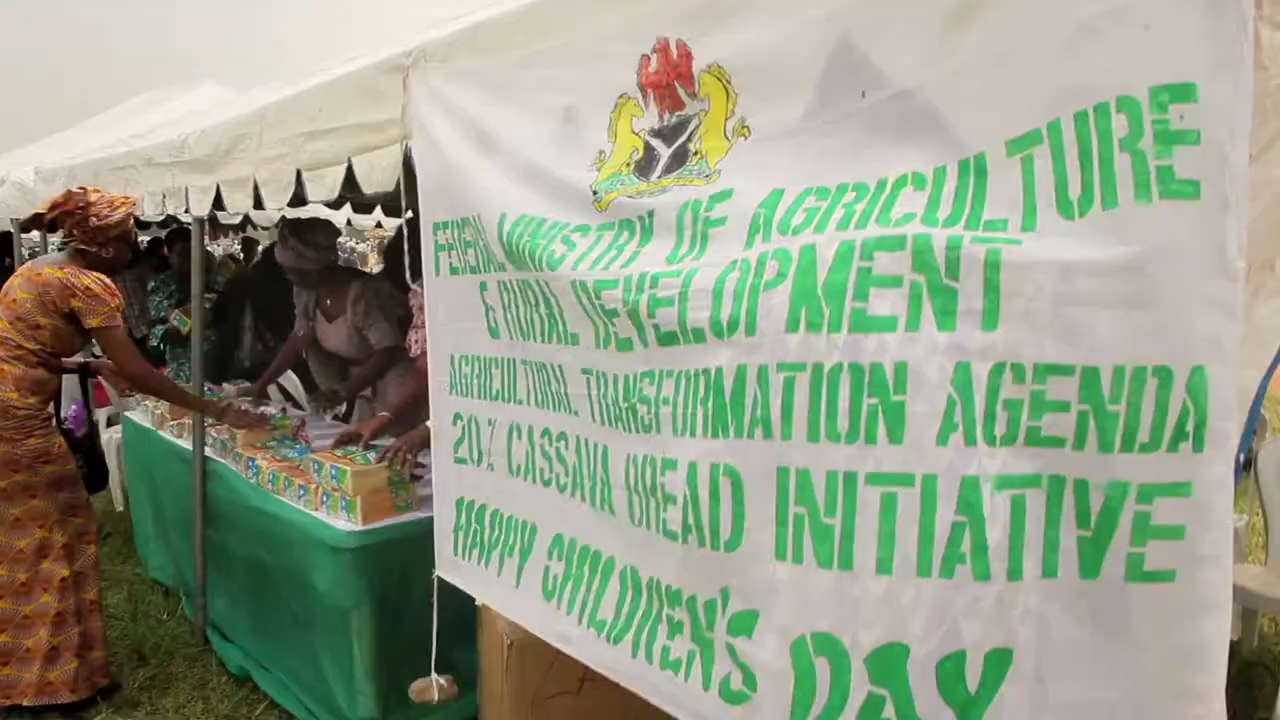 FEDERAL MINISTRY OF AGRICULTURE
& RURAL DEVELOPMENT
AGRICULTURAL TRANSFORMATION AGENDA
20% CASSAVA BREAD INITIATIVE
HAPPY CHILDREN'S DAY